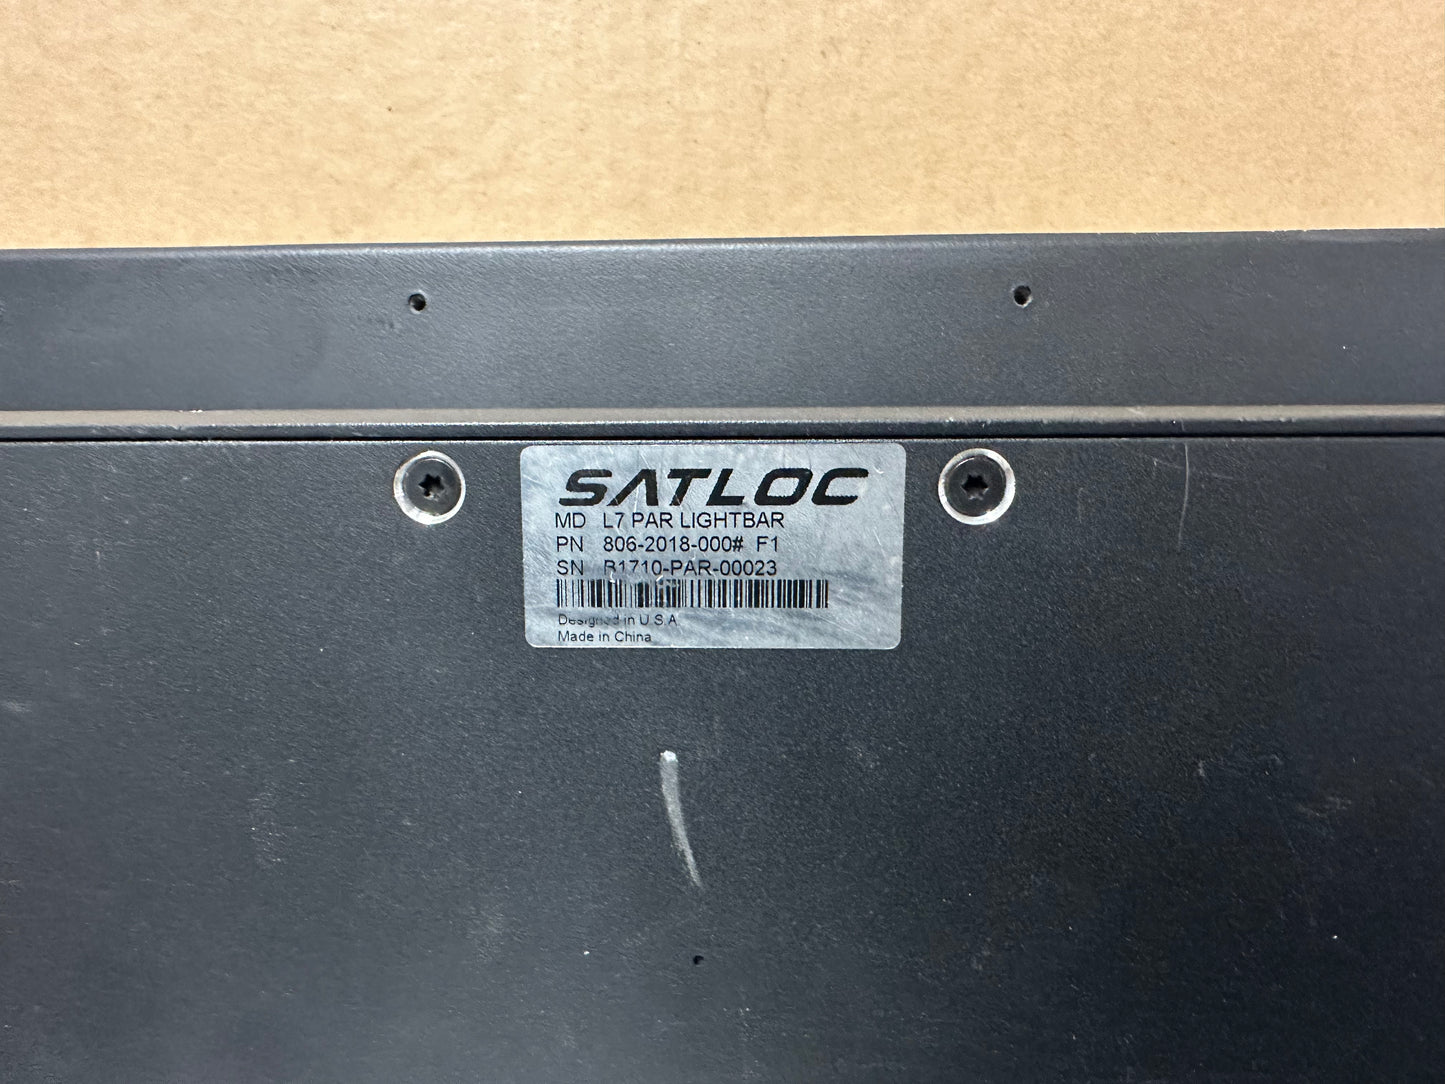 SATLOC
MD L7 PAR LIGHTBAR
PN 806-2018-000# F1
SN B1710-PAR-00023
Designed in U.S.A
Made in China